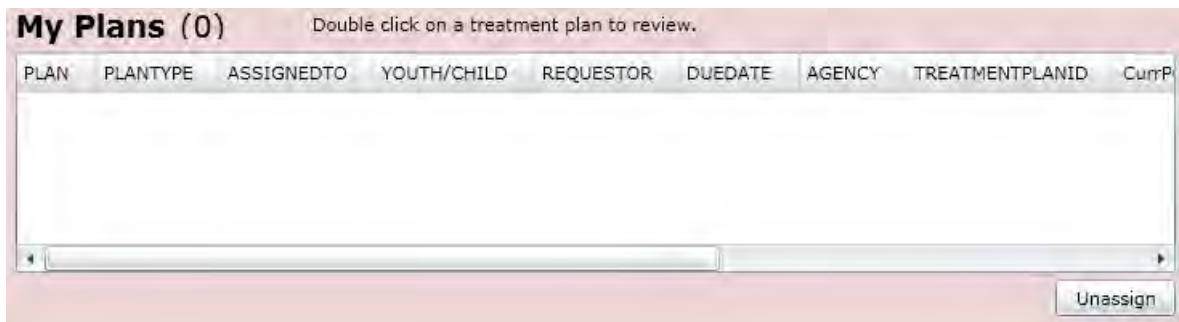 My Plans (0) Double click on a treatment plan to review.
PLAN PLANTYPE ASSIGNEDTO YOUTH/CHILD REQUESTOR DUEDATE AGENCY TREATMENTPLANID
Unassign